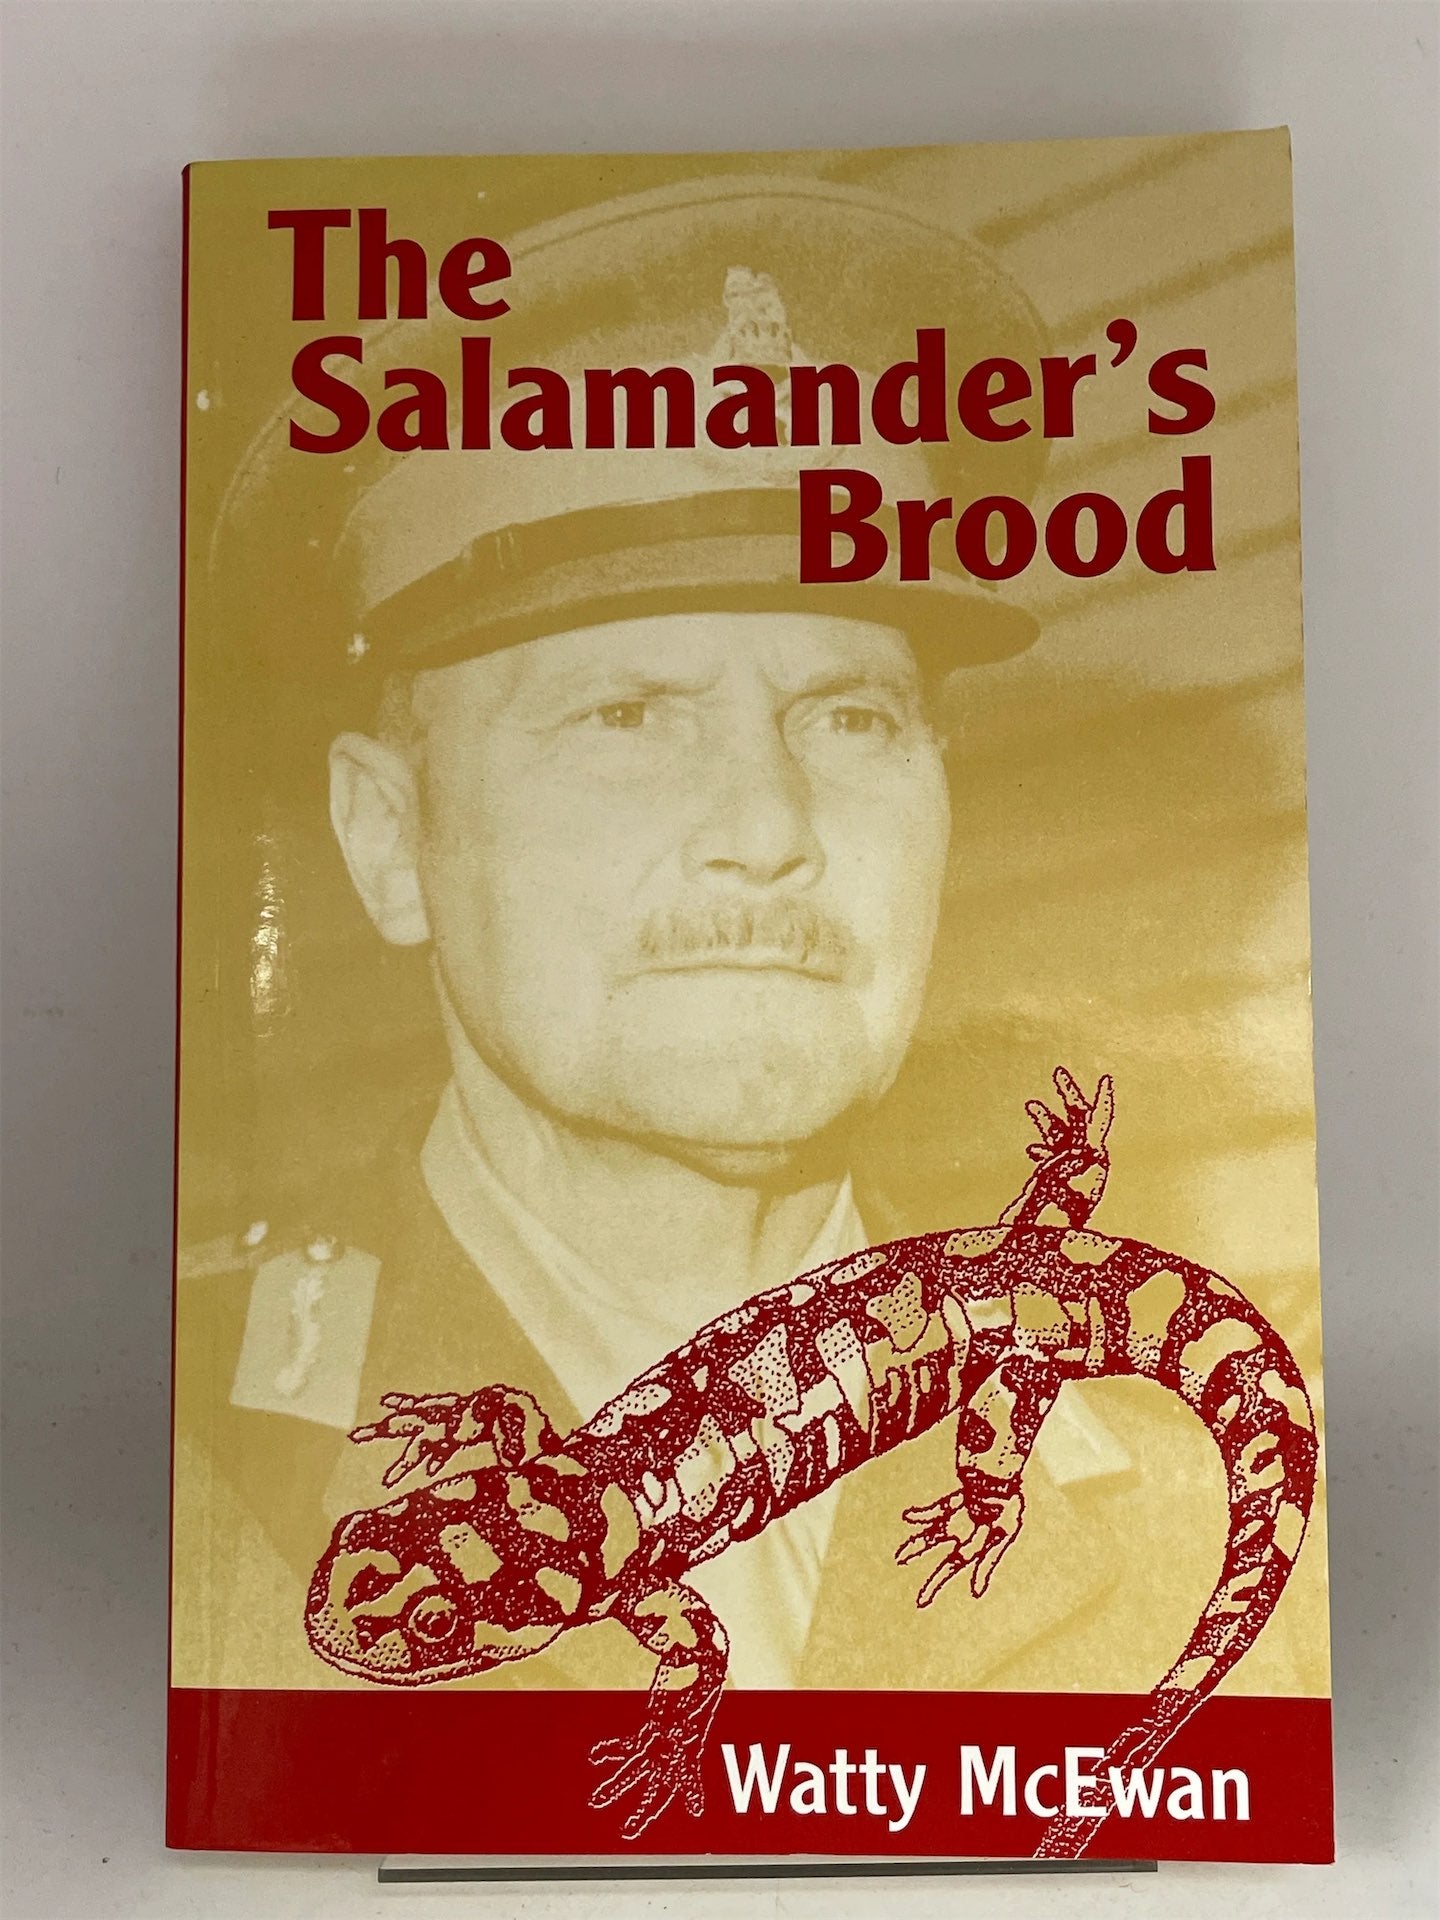 The
Salamander’s
Brood
Watty McEwan